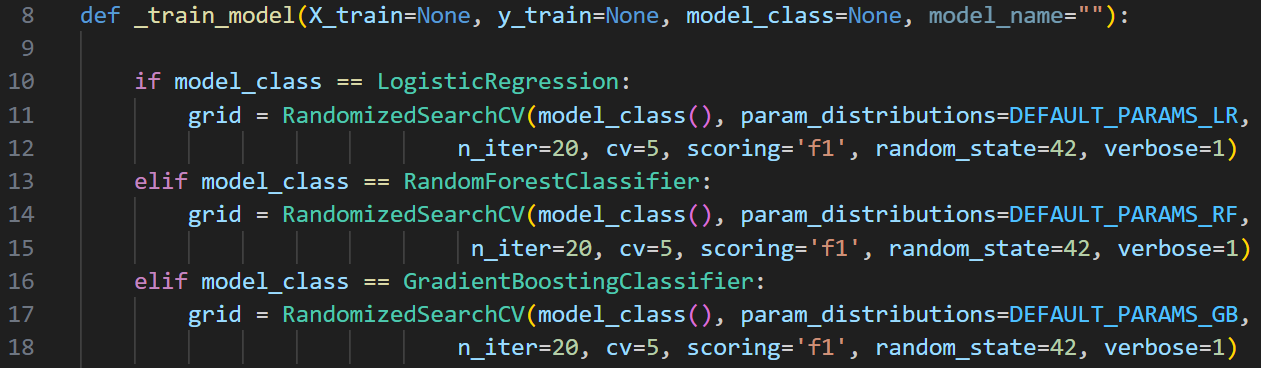 8 def _train_model(X_train=None, y_train=None, model_class=None, model_name=""):
9
10 if model_class == LogisticRegression:
11 grid = RandomizedSearchCV(model_class(), param_distributions=DEFAULT_PARAMS_LR,
12 n_iter=20, cv=5, scoring='f1', random_state=42, verbose=1)
13 elif model_class == RandomForestClassifier:
14 grid = RandomizedSearchCV(model_class(), param_distributions=DEFAULT_PARAMS_RF,
15 n_iter=20, cv=5, scoring='f1', random_state=42, verbose=1)
16 elif model_class == GradientBoostingClassifier:
17 grid = RandomizedSearchCV(model_class(), param_distributions=DEFAULT_PARAMS_GB,
18 n_iter=20, cv=5, scoring='f1', random_state=42, verbose=1)